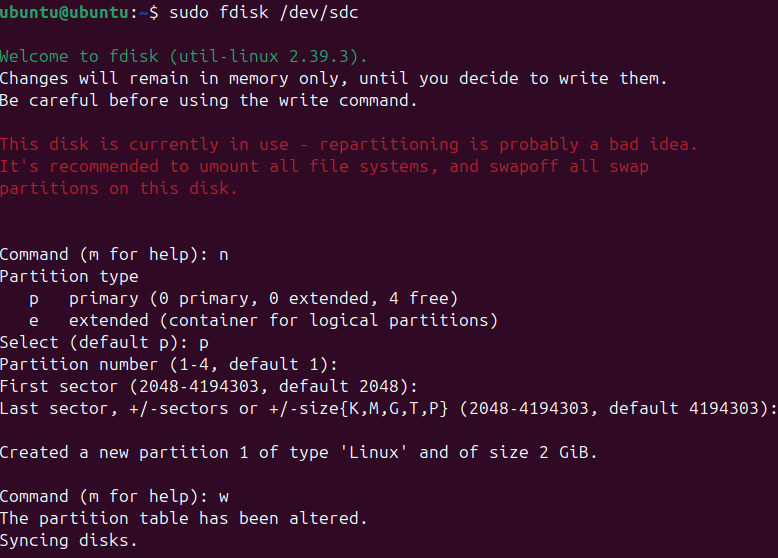 ubuntu@ubuntu:~$ sudo fdisk /dev/sdc
Welcome to fdisk (util-linux 2.39.3).
Changes will remain in memory only, until you decide to write them.
Be careful before using the write command.
This disk is currently in use - repartitioning is probably a bad idea.
It's recommended to umount all file systems, and swapoff all swap
partitions on this disk.
Command (m for help): n
Partition type
   p   primary (0 primary, 0 extended, 4 free)
   e   extended (container for logical partitions)
Select (default p): p
Partition number (1-4, default 1):
First sector (2048-4194303, default 2048):
Last sector, +/-sectors or +/-size{K,M,G,T,P} (2048-4194303, default 4194303):
Created a new partition 1 of type 'Linux' and of size 2 GiB.
Command (m for help): w
The partition table has been altered.
Syncing disks.